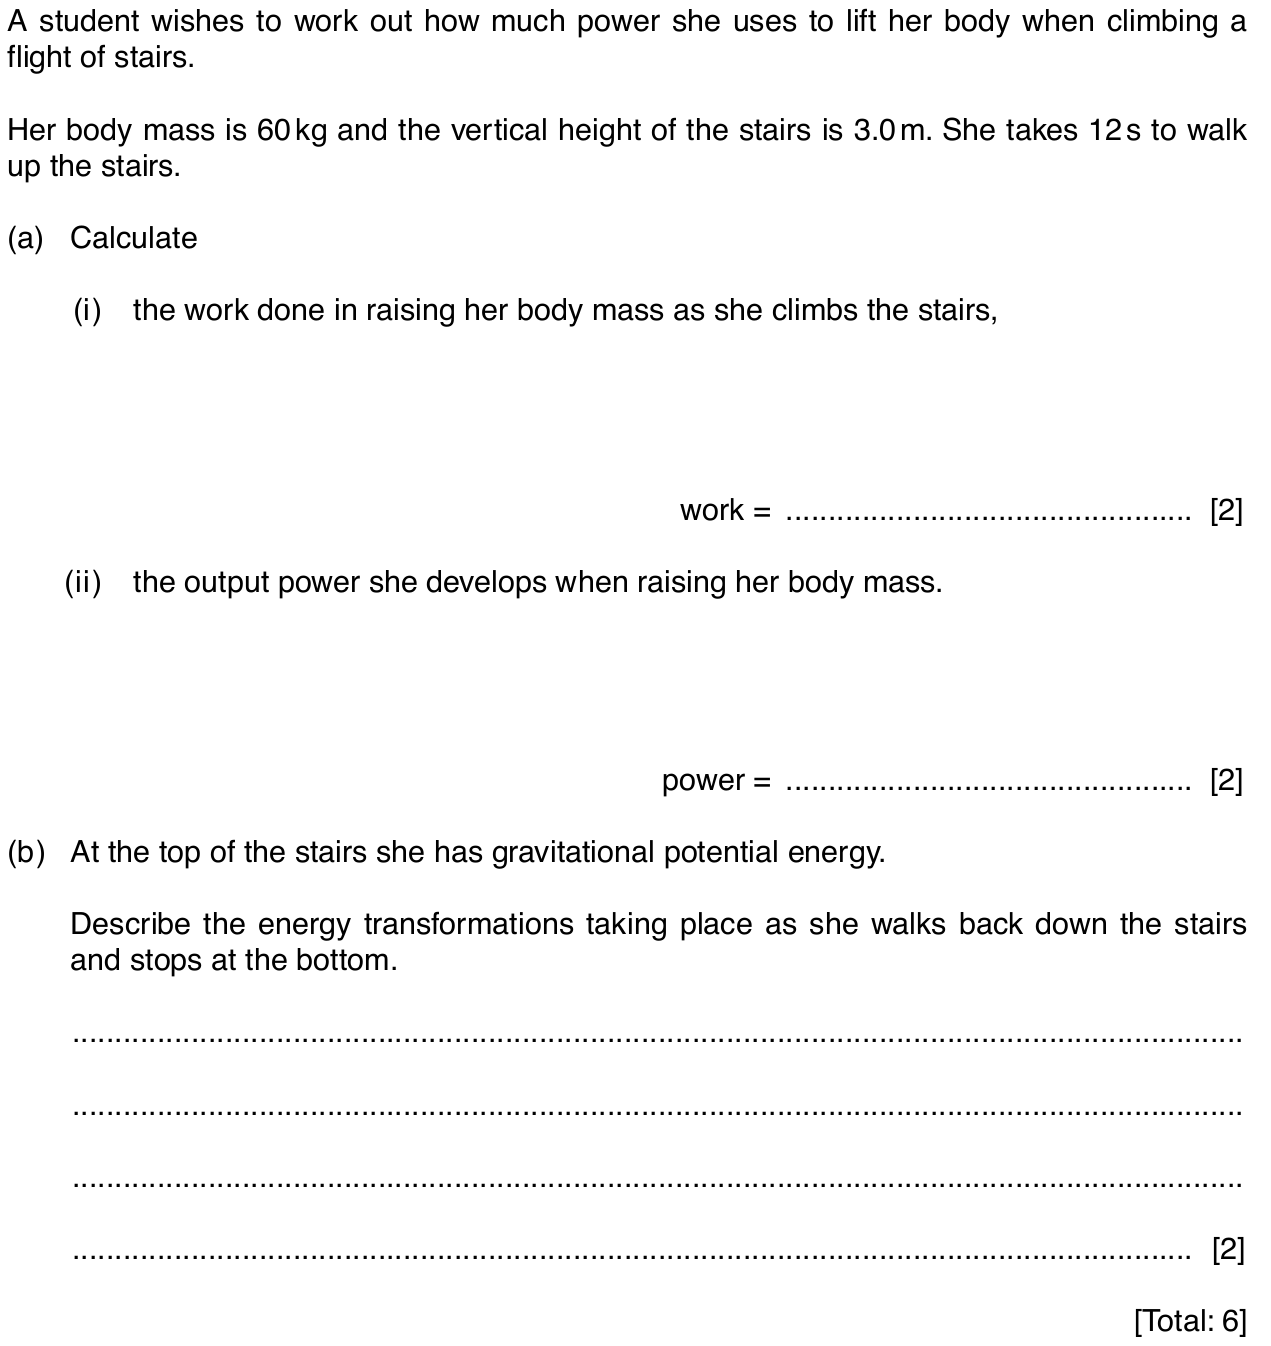 A student wishes to work out how much power she uses to lift her body when climbing a
flight of stairs.
Her body mass is 60 kg and the vertical height of the stairs is 3.0 m. She takes 12 s to walk
up the stairs.
(a) Calculate
(i) the work done in raising her body mass as she climbs the stairs,
work = ................................................ [2]
(ii) the output power she develops when raising her body mass.
power = ................................................ [2]
(b) At the top of the stairs she has gravitational potential energy.
Describe the energy transformations taking place as she walks back down the stairs
and stops at the bottom.
..........................................................................................................................................
..........................................................................................................................................
..........................................................................................................................................
.................................................................................................................................... [2]
[Total: 6]